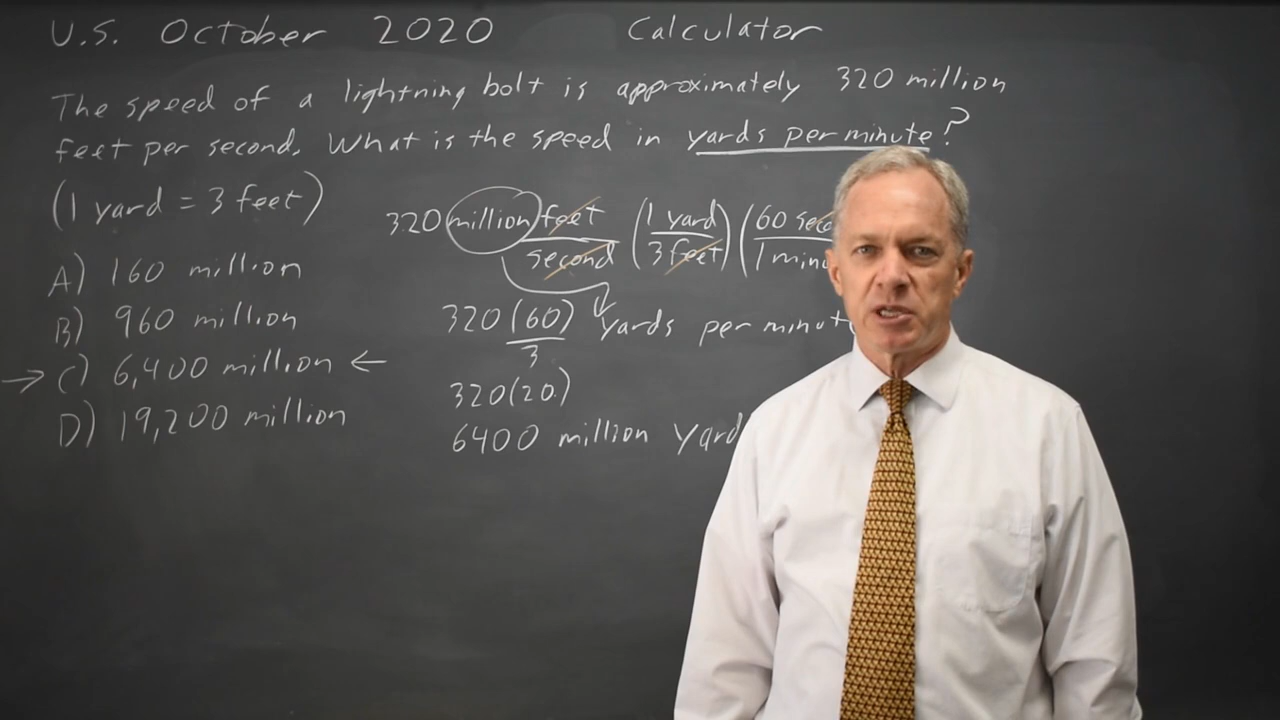 U.S. October 2020 Calculator
The speed of a lightning bolt is approximately 320 million
feet per second. What is the speed in yards per minute?
(1 yard = 3 feet)
320 million feet/second (1 yard/3 feet)(60
A) 160 million
B) 960 million
→ C) 6,400 million ←
D) 19,200 million
320(60)/3 yards per
320(20)
6400 million